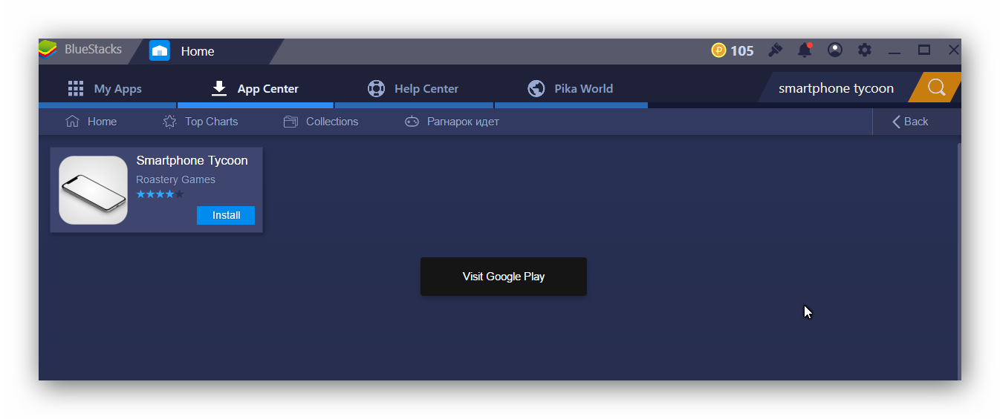 BlueStacks Home 105
My Apps App Center Help Center Pika World smartphone tycoon
Home Top Charts Collections Рагнарок идет Back
Smartphone Tycoon
Roastery Games
Install
Visit Google Play